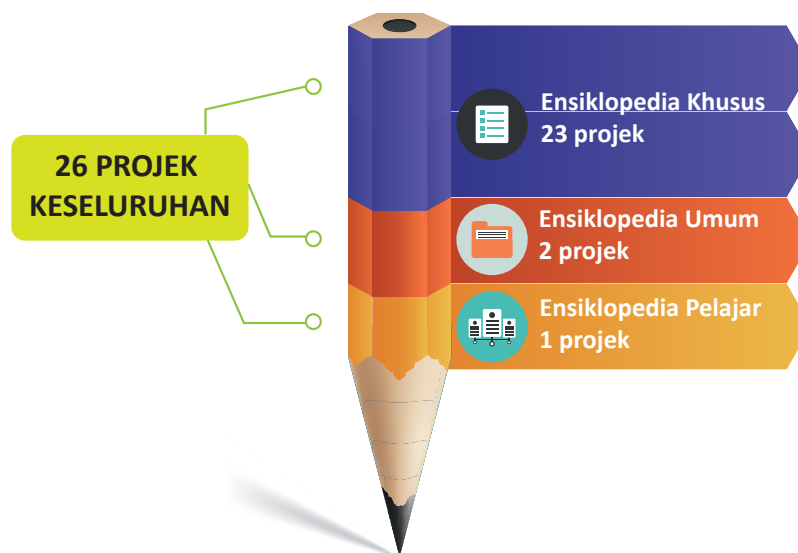 26 PROJEK
KESELURUHAN
Ensiklopedia Khusus
23 projek
Ensiklopedia Umum
2 projek
Ensiklopedia Pelajar
1 projek